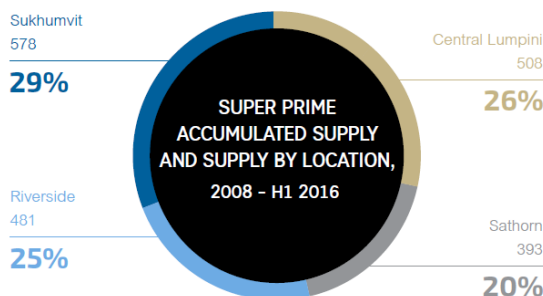 Sukhumvit
578
29%
Central Lumpini
508
26%
SUPER PRIME
ACCUMULATED SUPPLY
AND SUPPLY BY LOCATION,
2008 - H1 2016
Riverside
481
25%
Sathorn
393
20%